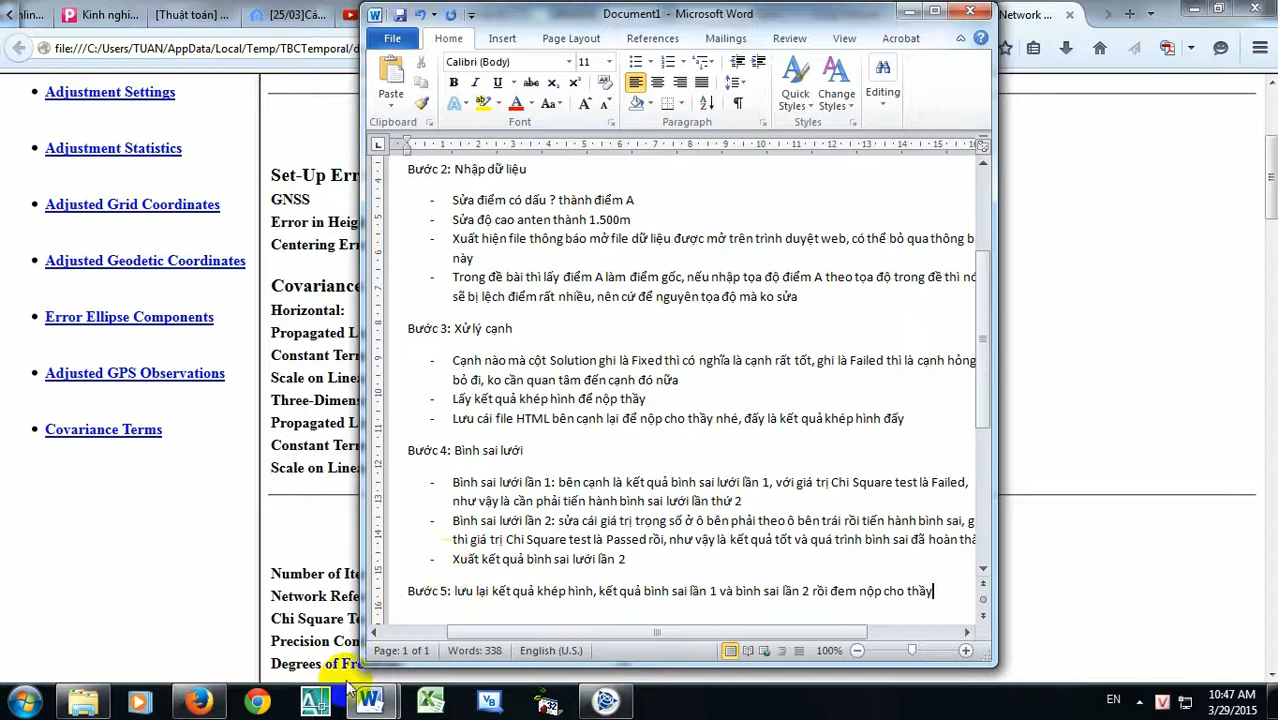 Kinh nghiê...
[Thuật toán] ...
[25/03]Cá...
Document1 - Microsoft Word
Network ...
file:///C:/Users/TUAN/AppData/Local/Temp/TBCTemporal/d
File
Home
Insert
Page Layout
References
Mailings
Review
View
Acrobat
Calibri (Body)
11
Paste
Quick Styles
Change Styles
Editing
Clipboard
Font
Paragraph
Styles
Adjustment Settings
Adjustment Statistics
Adjusted Grid Coordinates
Adjusted Geodetic Coordinates
Error Ellipse Components
Adjusted GPS Observations
Covariance Terms
Set-Up Err
GNSS
Error in Heig
Centering Err
Covariance
Horizontal:
Propagated L
Constant Term
Scale on Line
Three-Dimen
Propagated L
Constant Term
Scale on Line
Number of Ite
Network Refe
Chi Square Te
Precision Con
Degrees of Fre
Bước 2: Nhập dữ liệu
- Sửa điểm có dấu ? thành điểm A
- Sửa độ cao anten thành 1.500m
- Xuất hiện file thông báo mở file dữ liệu được mở trên trình duyệt web, có thể bỏ qua thông b
này
- Trong đề bài thì lấy điểm A làm điểm gốc, nếu nhập tọa độ điểm A theo tọa độ trong đề thì nó
sẽ bị lệch điểm rất nhiều, nên cứ để nguyên tọa độ mà ko sửa
Bước 3: Xử lý cạnh
- Cạnh nào mà cột Solution ghi là Fixed thì có nghĩa là cạnh rất tốt, ghi là Failed thì là cạnh hỏng
bỏ đi, ko cần quan tâm đến cạnh đó nữa
- Lấy kết quả khép hình để nộp thầy
- Lưu cái file HTML bên cạnh lại để nộp cho thầy nhé, đấy là kết quả khép hình đấy
Bước 4: Bình sai lưới
- Bình sai lưới lần 1: bên cạnh là kết quả bình sai lưới lần 1, với giá trị Chi Square test là Failed,
như vậy là cần phải tiến hành bình sai lưới lần thứ 2
- Bình sai lưới lần 2: sửa cái giá trị trọng số ở ô bên phải theo ô bên trái rồi tiến hành bình sai, g
thì giá trị Chi Square test là Passed rồi, như vậy là kết quả tốt và quá trình bình sai đã hoàn thà
- Xuất kết quả bình sai lưới lần 2
Bước 5: lưu lại kết quả khép hình, kết quả bình sai lần 1 và bình sai lần 2 rồi đem nộp cho thầy
Page: 1 of 1
Words: 338
English (U.S.)
100%
EN
10:47 AM
3/29/2015